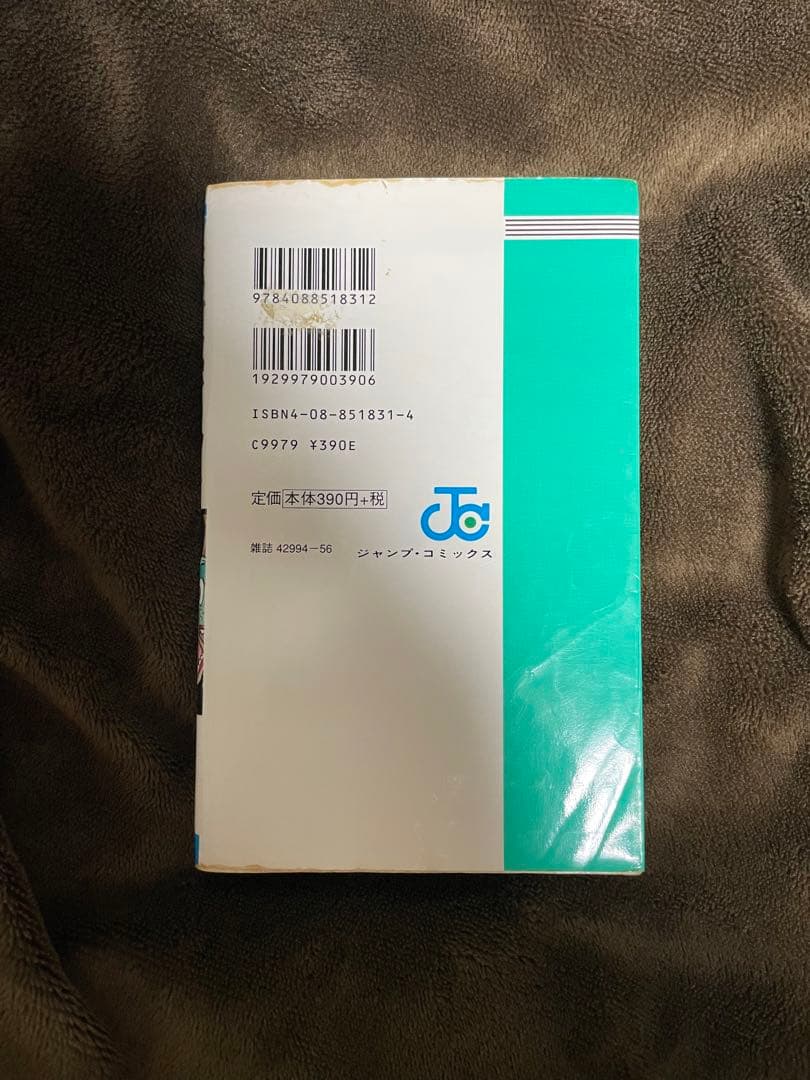 9784088518312
1929979003906
ISBN4-08-851831-4
C9979 ¥390E
定価本体390円+税
JC
雑誌 42994-56
ジャンプ・コミックス